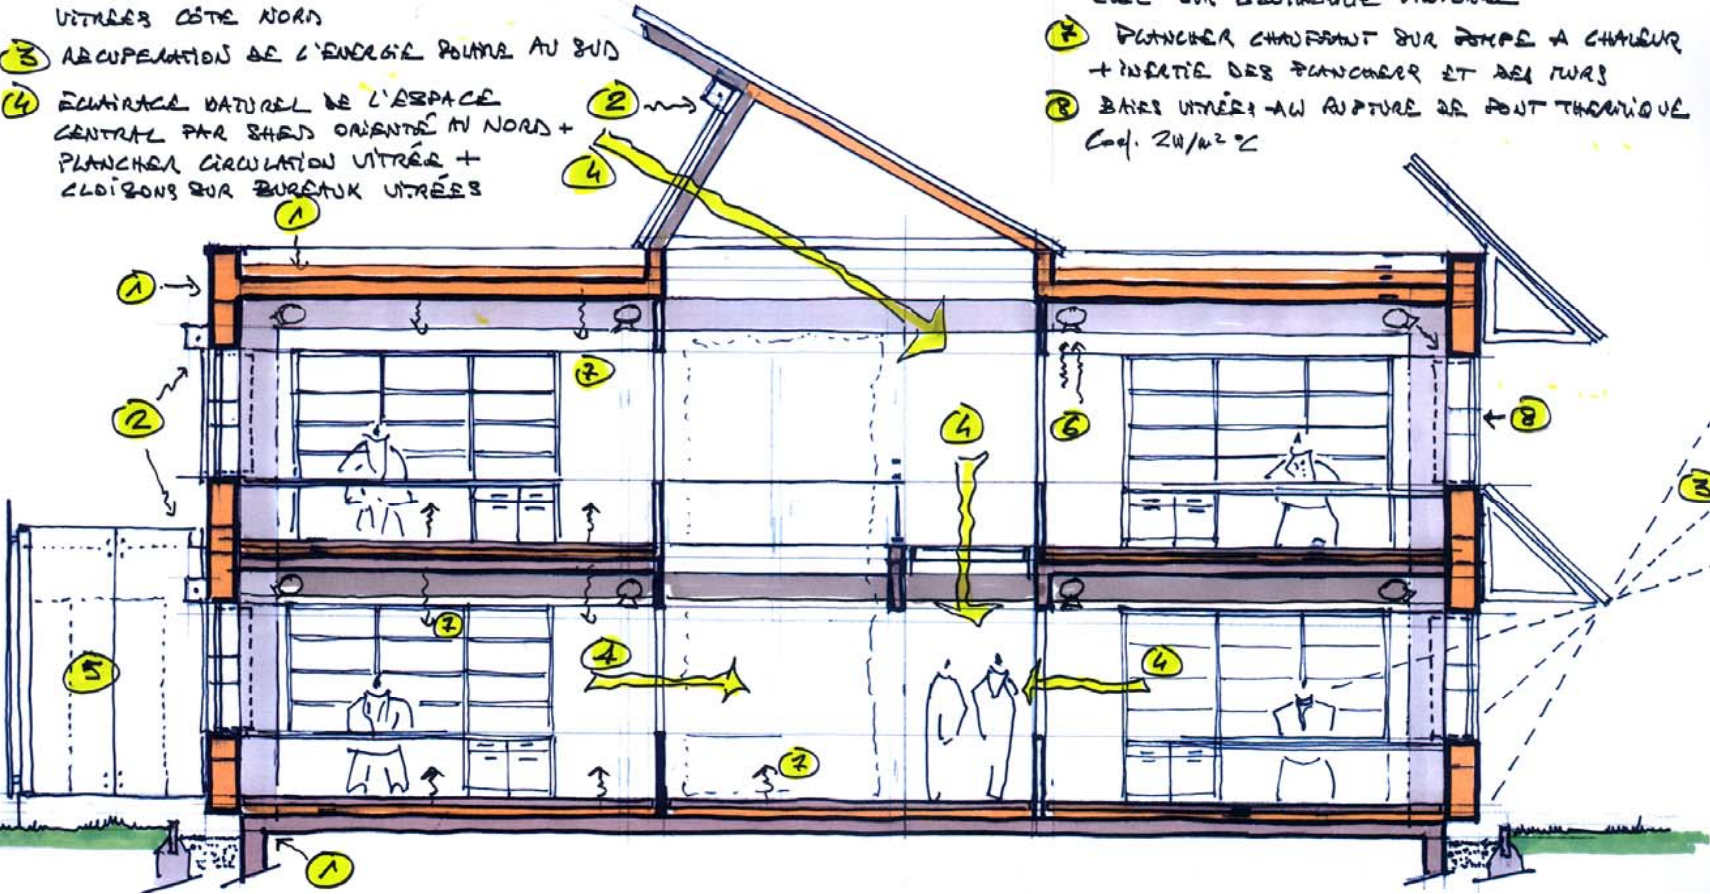 VITRÉES CÔTÉ NORD
3 RECUPERATION DE L'ENERGIE SOLAIRE AU SUD
4 ECLAIRAGE NATUREL DE L'ESPACE
CENTRAL PAR SHED ORIENTÉ AU NORD +
PLANCHER CIRCULATION VITRÉE +
CLOISONS SUR BUREAUX VITRÉES
7 PLANCHER CHAUFFANT SUR POMPE A CHALEUR
+ INERTIE DES PLANCHERS ET DES MURS
8 BAIES VITRÉES AV RUPTURE DE PONT THERMIQUE
Coef. 2W/m² °C
2
4
1
1
7
2
4
6
8
3
5
7
4
4
7
1